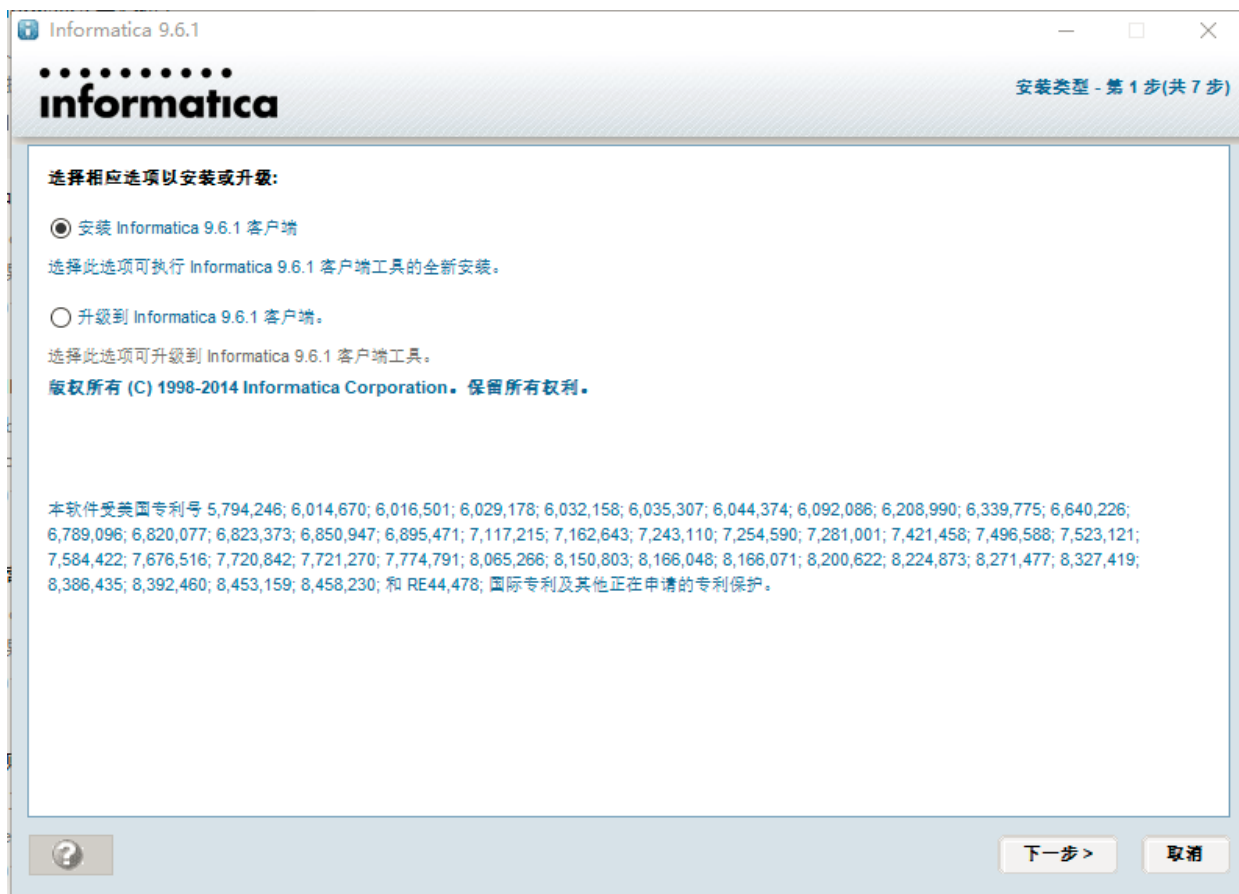 Informatica 9.6.1
informatica
安装类型 - 第 1 步(共 7 步)
选择相应选项以安装或升级:
安装 Informatica 9.6.1 客户端
选择此选项可执行 Informatica 9.6.1 客户端工具的全新安装。
升级到 Informatica 9.6.1 客户端。
选择此选项可升级到 Informatica 9.6.1 客户端工具。
版权所有 (C) 1998-2014 Informatica Corporation。保留所有权利。
本软件受美国专利号 5,794,246; 6,014,670; 6,016,501; 6,029,178; 6,032,158; 6,035,307; 6,044,374; 6,092,086; 6,208,990; 6,339,775; 6,640,226;
6,789,096; 6,820,077; 6,823,373; 6,850,947; 6,895,471; 7,117,215; 7,162,643; 7,243,110; 7,254,590; 7,281,001; 7,421,458; 7,496,588; 7,523,121;
7,584,422; 7,676,516; 7,720,842; 7,721,270; 7,774,791; 8,065,266; 8,150,803; 8,166,048; 8,166,071; 8,200,622; 8,224,873; 8,271,477; 8,327,419;
8,386,435; 8,392,460; 8,453,159; 8,458,230; 和 RE44,478; 国际专利及其他正在申请的专利保护。
?
下一步 >
取消